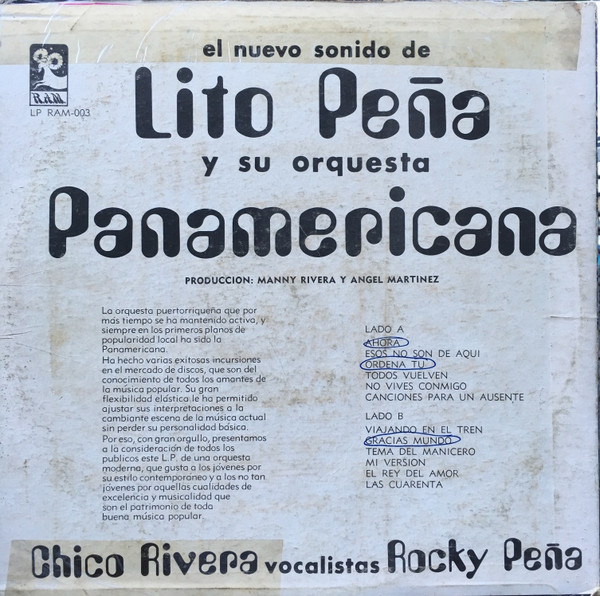 el nuevo sonido de
R.A.M
LP RAM-003
Lito Peña
y su orquesta
Panamericana
PRODUCCION: MANNY RIVERA Y ANGEL MARTINEZ
La orquesta puertorriqueña que por
más tiempo se ha mantenido activa, y
siempre en los primeros planos de
popularidad local ha sido la
Panamericana.
Ha hecho varias exitosas incursiones
en el mercado de discos, que son del
conocimiento de todos los amantes de
la música popular. Su gran
flexibilidad elástica le ha permitido
ajustar sus interpretaciones a la
cambiante escena de la música actual
sin perder su personalidad básica.
Por eso, con gran orgullo, presentamos
a la consideración de todos los
publicos este L.P. de una orquesta
moderna, que gusta a los jóvenes por
su estilo contemporaneo y a los no tan
jóvenes por aquellas cualidades de
excelencia y musicalidad que
son el patrimonio de toda
buena música popular.
LADO A
AHORA
ESOS NO SON DE AQUI
ORDENA TU
TODOS VUELVEN
NO VIVES CONMIGO
CANCIONES PARA UN AUSENTE
LADO B
VIAJANDO EN EL TREN
GRACIAS MUNDO
TEMA DEL MANICERO
MI VERSION
EL REY DEL AMOR
LAS CUARENTA
Chico Rivera vocalistas Rocky Peña